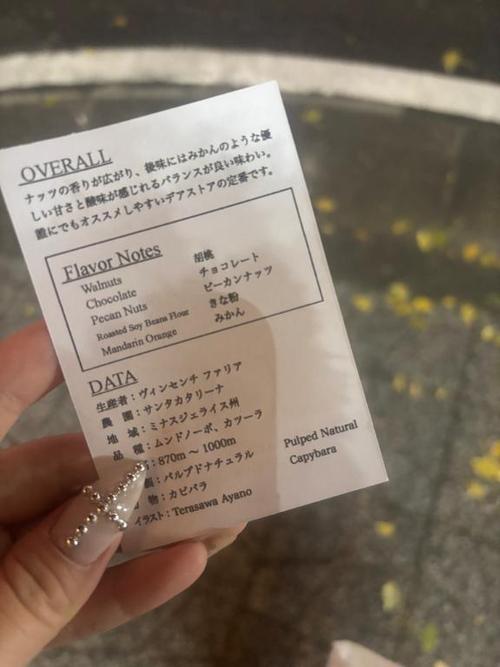 OVERALL
ナッツの香りが広がり、後味にはみかんのような優
しい甘さと酸味が感じれるバランスが良い味わい。
誰にでもオススメしやすいデアストアの定番です。
Flavor Notes
Walnuts 胡桃
Chocolate チョコレート
Pecan Nuts ピーカンナッツ
Roasted Soy Beans Flour きな粉
Mandarin Orange みかん
DATA
生産者：ヴィンセンチ ファリア
農 園：サンタカタリーナ
地 域：ミナスジェライス州
品 種：ムンドノーボ、カツーラ
：870m～1000m
：パルプドナチュラル Pulped Natural
物：カピバラ Capybara
イラスト：Terasawa Ayano